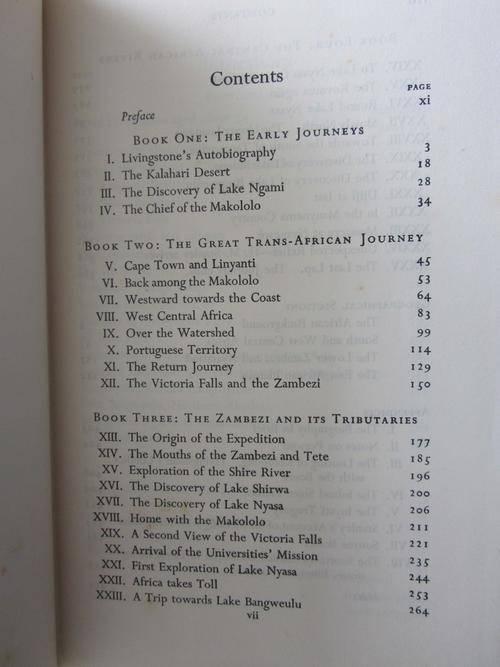 Contents
PAGE
Preface xi
BOOK ONE: THE EARLY JOURNEYS
I. Livingstone's Autobiography 3
II. The Kalahari Desert 18
III. The Discovery of Lake Ngami 28
IV. The Chief of the Makololo 34
BOOK TWO: THE GREAT TRANS-AFRICAN JOURNEY
V. Cape Town and Linyanti 45
VI. Back among the Makololo 53
VII. Westward towards the Coast 64
VIII. West Central Africa 83
IX. Over the Watershed 99
X. Portuguese Territory 114
XI. The Return Journey 129
XII. The Victoria Falls and the Zambezi 150
BOOK THREE: THE ZAMBEZI AND ITS TRIBUTARIES
XIII. The Origin of the Expedition 177
XIV. The Mouths of the Zambezi and Tete 185
XV. Exploration of the Shire River 196
XVI. The Discovery of Lake Shirwa 200
XVII. The Discovery of Lake Nyasa 206
XVIII. Home with the Makololo 211
XIX. A Second View of the Victoria Falls 221
XX. Arrival of the Universities' Mission 235
XXI. First Exploration of Lake Nyasa 244
XXII. Africa takes Toll 253
XXIII. A Trip towards Lake Bangweulu 264
vii